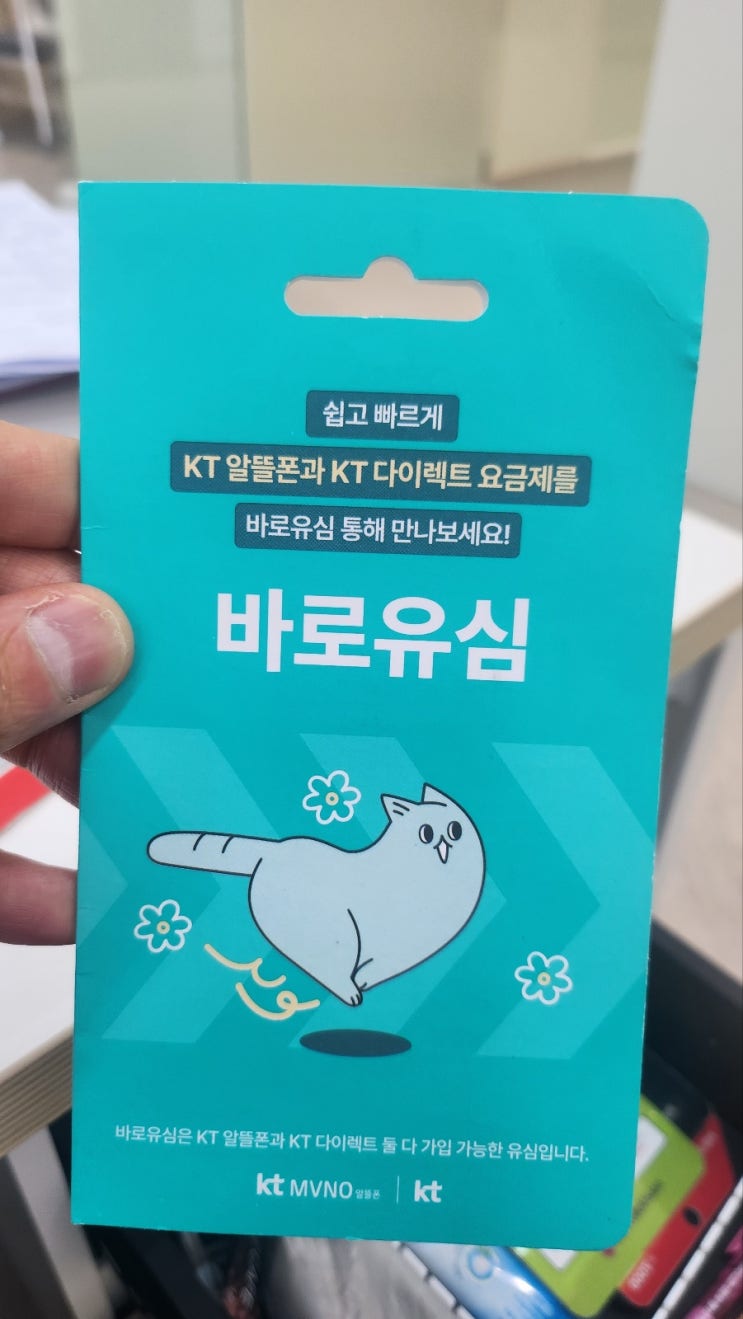 쉽고 빠르게
KT 알뜰폰과 KT 다이렉트 요금제를
바로유심 통해 만나보세요!
바로유심
바로유심은 KT 알뜰폰과 KT 다이렉트 둘 다 가입 가능한 유심입니다.
kt MVNO 알뜰폰 | kt